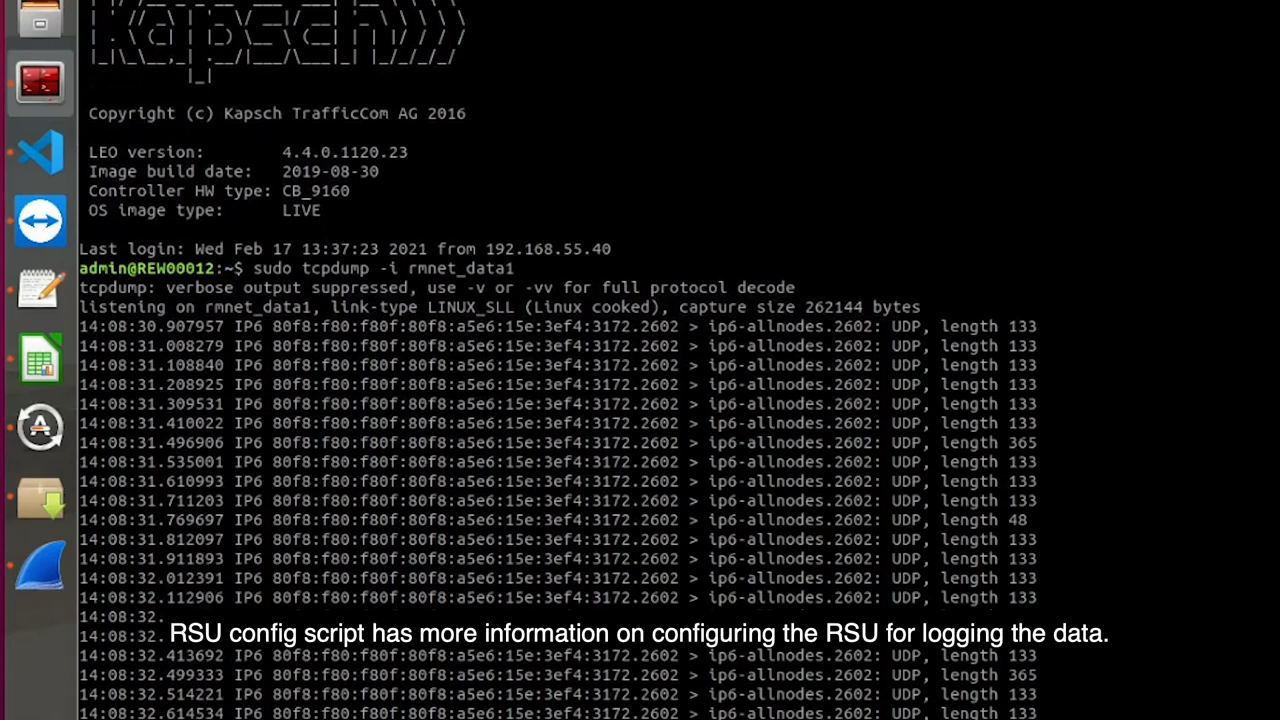 Kapsch
Copyright (c) Kapsch TrafficCom AG 2016
LEO version: 4.4.0.1120.23
Image build date: 2019-08-30
Controller HW type: CB_9160
OS image type: LIVE
Last login: Wed Feb 17 13:37:23 2021 from 192.168.55.40
admin@REW00012:~$ sudo tcpdump -i rmnet_data1
tcpdump: verbose output suppressed, use -v or -vv for full protocol decode
listening on rmnet_data1, link-type LINUX_SLL (Linux cooked), capture size 262144 bytes
14:08:30.907957 IP6 80f8:f80:f80f:80f8:a5e6:15e:3ef4:3172.2602 > ip6-allnodes.2602: UDP, length 133
14:08:31.008279 IP6 80f8:f80:f80f:80f8:a5e6:15e:3ef4:3172.2602 > ip6-allnodes.2602: UDP, length 133
14:08:31.108840 IP6 80f8:f80:f80f:80f8:a5e6:15e:3ef4:3172.2602 > ip6-allnodes.2602: UDP, length 133
14:08:31.208925 IP6 80f8:f80:f80f:80f8:a5e6:15e:3ef4:3172.2602 > ip6-allnodes.2602: UDP, length 133
14:08:31.309531 IP6 80f8:f80:f80f:80f8:a5e6:15e:3ef4:3172.2602 > ip6-allnodes.2602: UDP, length 133
14:08:31.410022 IP6 80f8:f80:f80f:80f8:a5e6:15e:3ef4:3172.2602 > ip6-allnodes.2602: UDP, length 133
14:08:31.496906 IP6 80f8:f80:f80f:80f8:a5e6:15e:3ef4:3172.2602 > ip6-allnodes.2602: UDP, length 365
14:08:31.535001 IP6 80f8:f80:f80f:80f8:a5e6:15e:3ef4:3172.2602 > ip6-allnodes.2602: UDP, length 133
14:08:31.610993 IP6 80f8:f80:f80f:80f8:a5e6:15e:3ef4:3172.2602 > ip6-allnodes.2602: UDP, length 133
14:08:31.711203 IP6 80f8:f80:f80f:80f8:a5e6:15e:3ef4:3172.2602 > ip6-allnodes.2602: UDP, length 133
14:08:31.769697 IP6 80f8:f80:f80f:80f8:a5e6:15e:3ef4:3172.2602 > ip6-allnodes.2602: UDP, length 48
14:08:31.812097 IP6 80f8:f80:f80f:80f8:a5e6:15e:3ef4:3172.2602 > ip6-allnodes.2602: UDP, length 133
14:08:31.911893 IP6 80f8:f80:f80f:80f8:a5e6:15e:3ef4:3172.2602 > ip6-allnodes.2602: UDP, length 133
14:08:32.012391 IP6 80f8:f80:f80f:80f8:a5e6:15e:3ef4:3172.2602 > ip6-allnodes.2602: UDP, length 133
14:08:32.112906 IP6 80f8:f80:f80f:80f8:a5e6:15e:3ef4:3172.2602 > ip6-allnodes.2602: UDP, length 133
14:08:32.
14:08:32.
RSU config script has more information on configuring the RSU for logging the data.
14:08:32.413692 IP6 80f8:f80:f80f:80f8:a5e6:15e:3ef4:3172.2602 > ip6-allnodes.2602: UDP, length 133
14:08:32.499333 IP6 80f8:f80:f80f:80f8:a5e6:15e:3ef4:3172.2602 > ip6-allnodes.2602: UDP, length 365
14:08:32.514221 IP6 80f8:f80:f80f:80f8:a5e6:15e:3ef4:3172.2602 > ip6-allnodes.2602: UDP, length 133
14:08:32.614534 IP6 80f8:f80:f80f:80f8:a5e6:15e:3ef4:3172.2602 > ip6-allnodes.2602: UDP, length 133